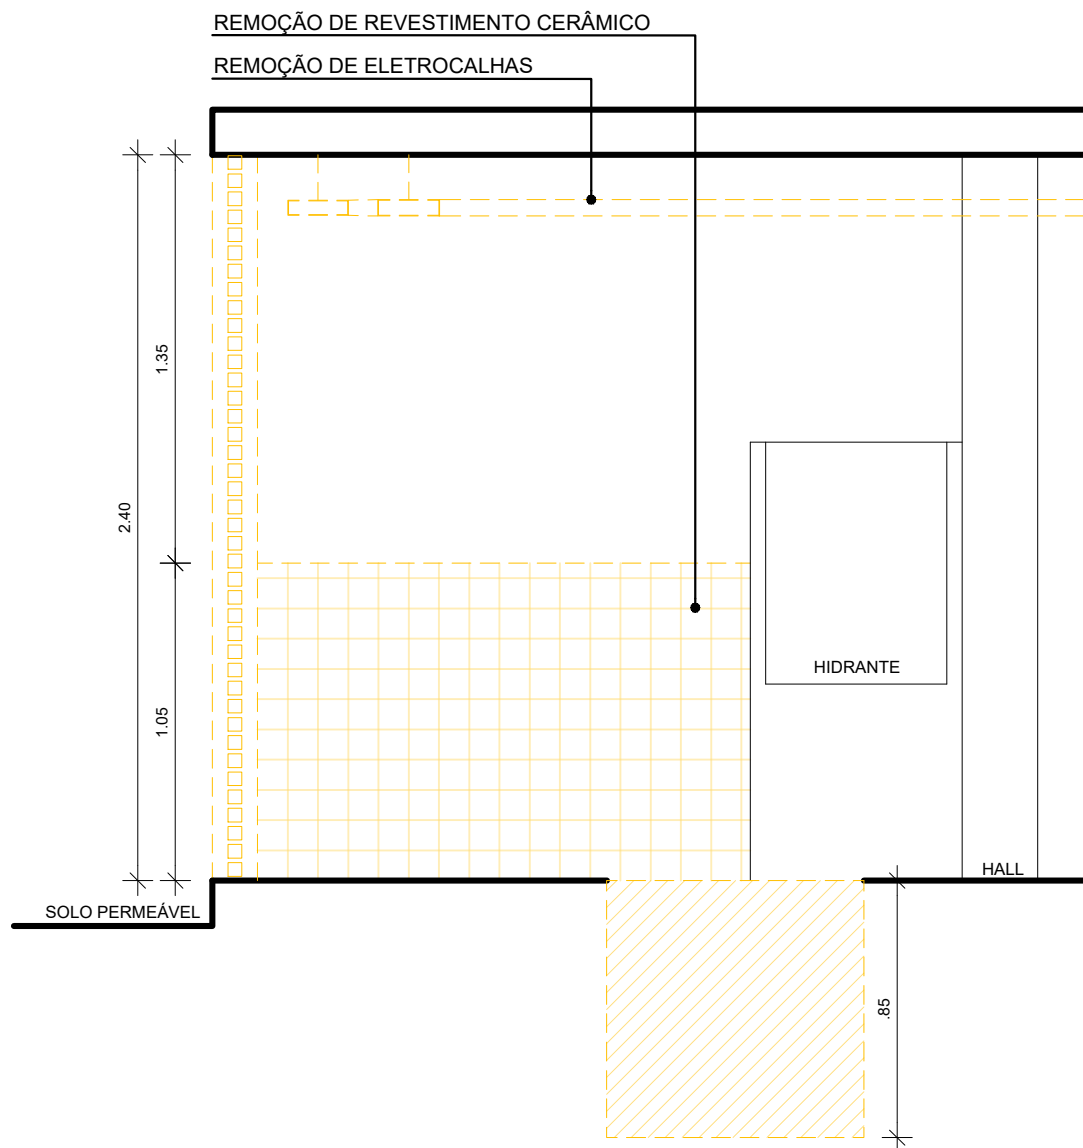 REMOÇÃO DE REVESTIMENTO CERÂMICO
REMOÇÃO DE ELETROCALHAS
1.35
2.40
HIDRANTE
1.05
HALL
SOLO PERMEÁVEL
.85